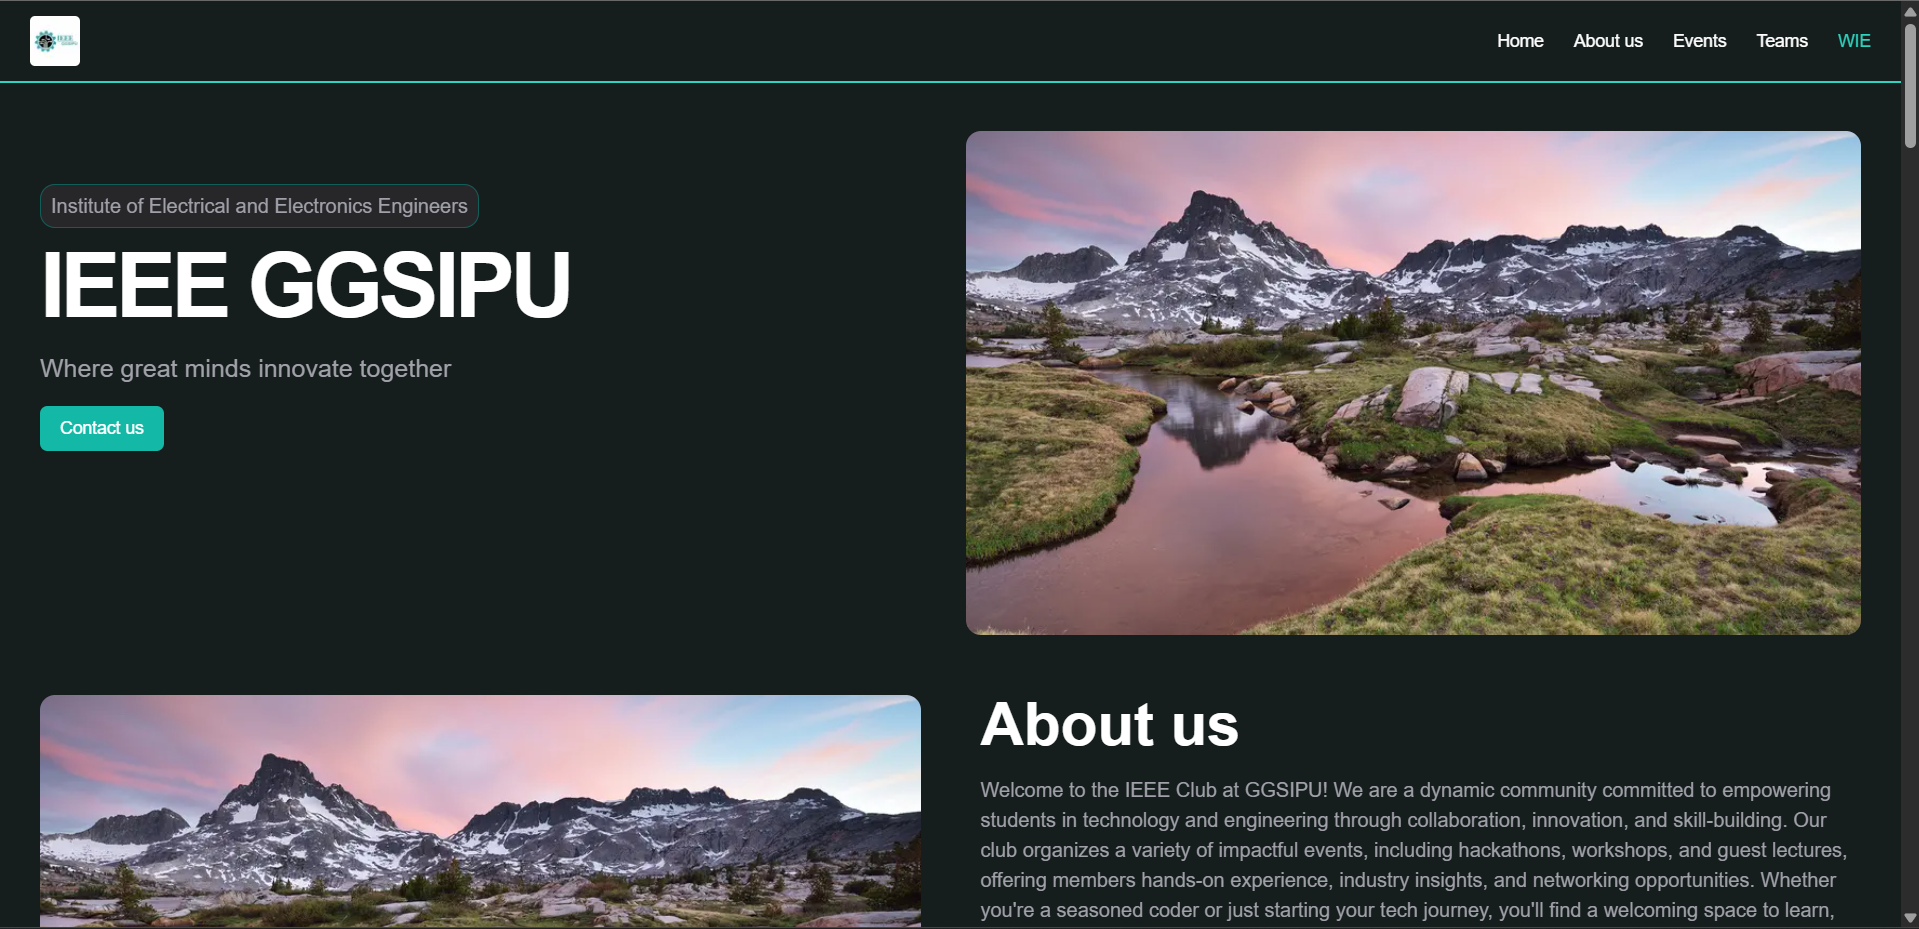 IEEE
Home
About us
Events
Teams
WIE
Institute of Electrical and Electronics Engineers
IEEE GGSIPU
Where great minds innovate together
Contact us
About us
Welcome to the IEEE Club at GGSIPU! We are a dynamic community committed to empowering
students in technology and engineering through collaboration, innovation, and skill-building. Our
club organizes a variety of impactful events, including hackathons, workshops, and guest lectures,
offering members hands-on experience, industry insights, and networking opportunities. Whether
you're a seasoned coder or just starting your tech journey, you'll find a welcoming space to learn,